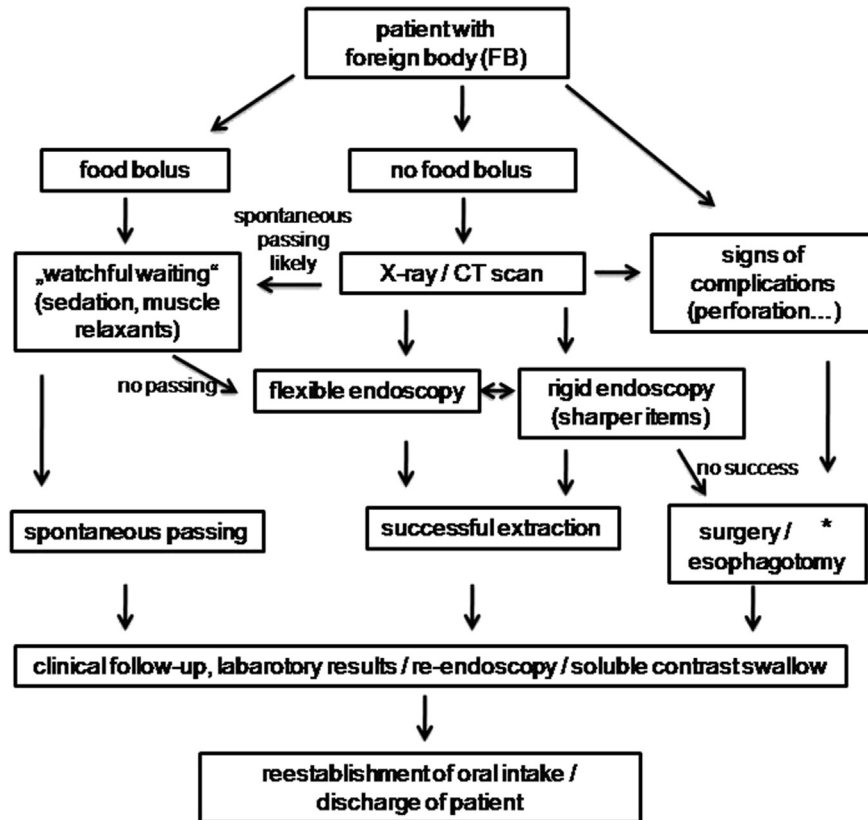 patient with
foreign body (FB)
food bolus
no food bolus
spontaneous
passing
likely
„watchful waiting“
(sedation, muscle
relaxants)
X-ray / CT scan
signs of
complications
(perforation...)
no passing
flexible endoscopy
rigid endoscopy
(sharper items)
no success
spontaneous passing
successful extraction
surgery / *
esophagotomy
clinical follow-up, labarotory results / re-endoscopy / soluble contrast swallow
reestablishment of oral intake /
discharge of patient